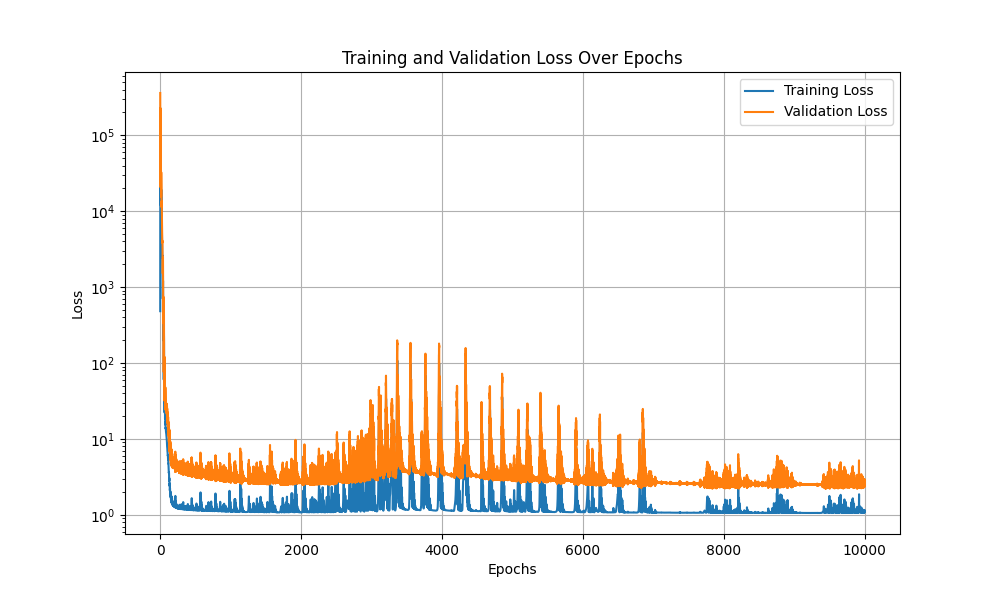 Training and Validation Loss Over Epochs
Training Loss
Validation Loss
10^5
10^4
10^3
10^2
10^1
10^0
Loss
0 2000 4000 6000 8000 10000
Epochs